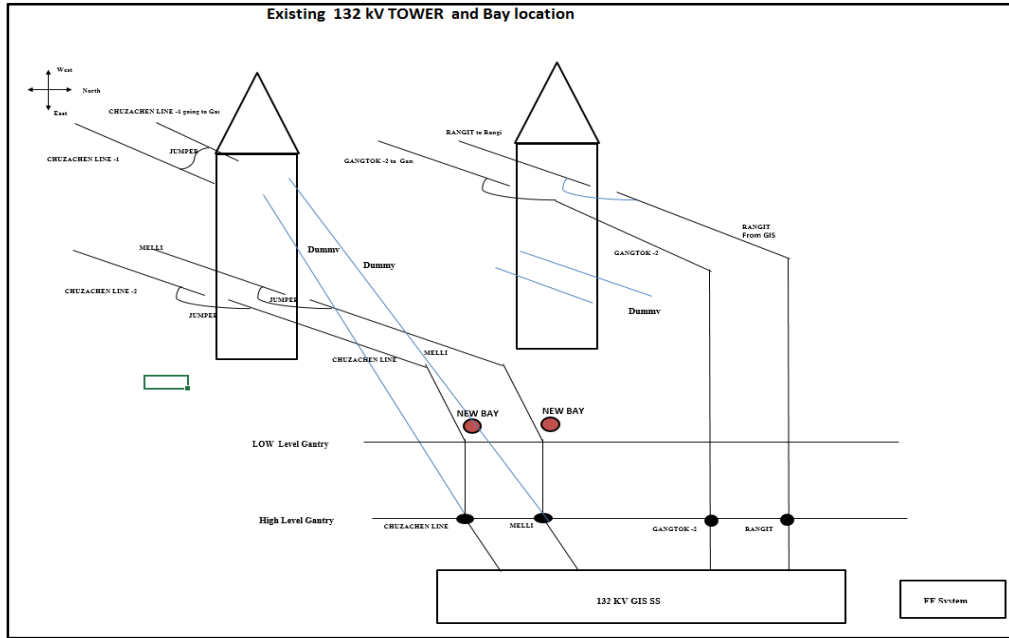 Existing 132 kV TOWER and Bay location
West
North
East
CHUZACHEN LINE -1 going to Gas
JUMPER
CHUZACHEN LINE -1
RANGIT to Rangi
GANGTOK -2 to Gan
RANGIT
From GIS
GANGTOK -2
MELLI
Dummy
Dummy
CHUZACHEN LINE -2
JUMPER
JUMPER
Dummy
MELLI
CHUZACHEN LINE
NEW BAY
NEW BAY
LOW Level Gantry
High Level Gantry
CHUZACHEN LINE
MELLI
GANGTOK -2
RANGIT
132 KV GIS SS
FF System